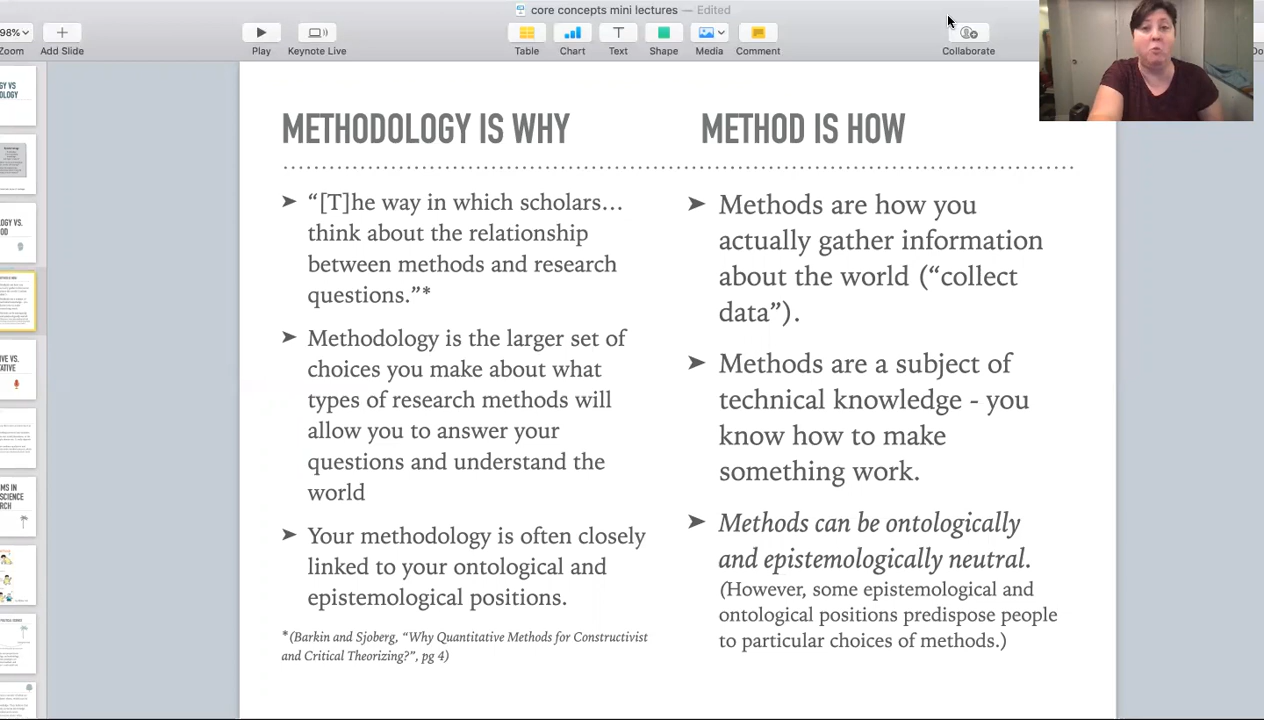 core concepts mini lectures — Edited
98%
Zoom
Add Slide
Play
Keynote Live
Table
Chart
Text
Shape
Media
Comment
Collaborate
METHODOLOGY IS WHY
“[T]he way in which scholars…
think about the relationship
between methods and research
questions.”*
Methodology is the larger set of
choices you make about what
types of research methods will
allow you to answer your
questions and understand the
world
Your methodology is often closely
linked to your ontological and
epistemological positions.
*(Barkin and Sjoberg, “Why Quantitative Methods for Constructivist
and Critical Theorizing?”, pg 4)
METHOD IS HOW
Methods are how you
actually gather information
about the world (“collect
data”).
Methods are a subject of
technical knowledge - you
know how to make
something work.
Methods can be ontologically
and epistemologically neutral.
(However, some epistemological and
ontological positions predispose people
to particular choices of methods.)